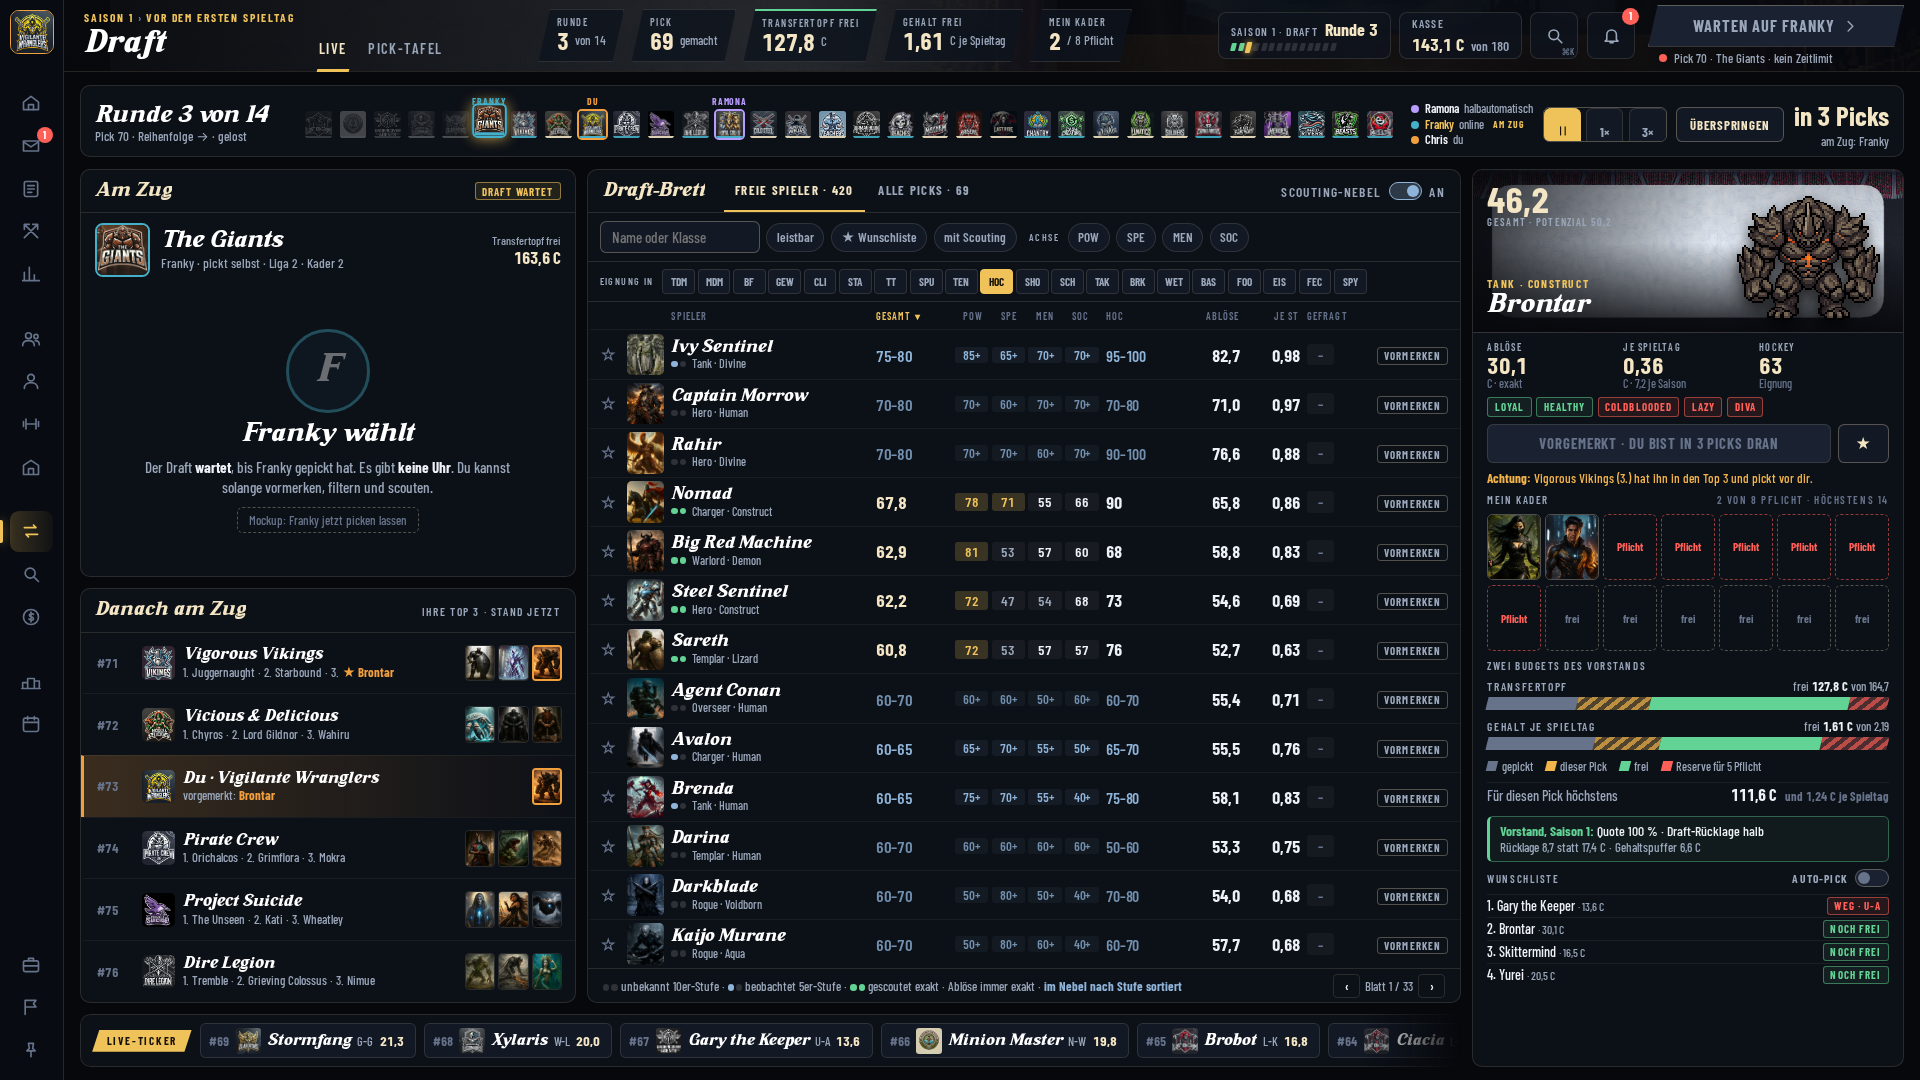 SAISON 1 · VOR DEM ERSTEN SPIELTAG
Draft
LIVE
PICK-TAFEL
RUNDE
3 von 14
PICK
69 gemacht
TRANSFERTOPF FREI
127,8 C
GEHALT FREI
1,61 C je Spieltag
MEIN KADER
2 / 8 Pflicht
SAISON 1 · DRAFT Runde 3
KASSE
143,1 C von 180
⌘K
1
WARTEN AUF FRANKY
Pick 70 · The Giants · kein Zeitlimit
1
Runde 3 von 14
Pick 70 · Reihenfolge → · gelost
FRANKY
DU
RAMONA
Ramona halbautomatisch
Franky online AM ZUG
Chris du
1×
3×
ÜBERSPRINGEN
in 3 Picks
am Zug: Franky
Am Zug
DRAFT WARTET
The Giants
Franky · pickt selbst · Liga 2 · Kader 2
Transfertopf frei
163,6 C
F
Franky wählt
Der Draft wartet, bis Franky gepickt hat. Es gibt keine Uhr. Du kannst
solange vormerken, filtern und scouten.
Mockup: Franky jetzt picken lassen
Danach am Zug
IHRE TOP 3 · STAND JETZT
#71
Vigorous Vikings
1. Juggernaught · 2. Starbound · 3. ★ Brontar
#72
Vicious & Delicious
1. Chyros · 2. Lord Gildnor · 3. Wahiru
#73
Du · Vigilante Wranglers
vorgemerkt: Brontar
#74
Pirate Crew
1. Orichalcos · 2. Grimflora · 3. Mokra
#75
Project Suicide
1. The Unseen · 2. Kati · 3. Wheatley
#76
Dire Legion
1. Tremble · 2. Grieving Colossus · 3. Nimue
Draft-Brett
FREIE SPIELER · 420
ALLE PICKS · 69
SCOUTING-NEBEL AN
Name oder Klasse
leistbar
★ Wunschliste
mit Scouting
ACHSE
POW
SPE
MEN
SOC
EIGNUNG IN
TDM MDM BF GEW CLI STA TT SPU TEN HOC SHO SCH TAK BRK WET BAS FOO EIS FEC SPY
SPIELER GESAMT ▼ POW SPE MEN SOC HOC ABLÖSE JE ST GEFRAGT
Ivy Sentinel
Tank · Divine
75-80 85+ 65+ 70+ 70+ 95-100 82,7 0,98 – VORMERKEN
Captain Morrow
Hero · Human
70-80 70+ 60+ 70+ 70+ 70-80 71,0 0,97 – VORMERKEN
Rahir
Hero · Divine
70-80 70+ 70+ 60+ 70+ 90-100 76,6 0,88 – VORMERKEN
Nomad
Charger · Construct
67,8 78 71 55 66 90 65,8 0,86 – VORMERKEN
Big Red Machine
Warlord · Demon
62,9 81 53 57 60 68 58,8 0,83 – VORMERKEN
Steel Sentinel
Hero · Construct
62,2 72 47 54 68 73 54,6 0,69 – VORMERKEN
Sareth
Templar · Lizard
60,8 72 53 57 57 76 52,7 0,63 – VORMERKEN
Agent Conan
Overseer · Human
60-70 60+ 50+ 60+ 60+ 60-70 55,4 0,71 – VORMERKEN
Avalon
Charger · Human
60-65 65+ 70+ 55+ 50+ 65-70 55,5 0,76 – VORMERKEN
Brenda
Tank · Human
60-65 75+ 70+ 55+ 40+ 75-80 58,1 0,83 – VORMERKEN
Darina
Templar · Human
60-70 60+ 60+ 60+ 60+ 50-60 53,3 0,75 – VORMERKEN
Darkblade
Rogue · Voidborn
60-70 50+ 80+ 50+ 40+ 70-80 54,0 0,68 – VORMERKEN
Kaijo Murane
Rogue · Aqua
60-70 50+ 80+ 60+ 40+ 60-70 57,7 0,68 – VORMERKEN
unbekannt 10er-Stufe · beobachtet 5er-Stufe · gescoutet exakt · Ablöse immer exakt · im Nebel nach Stufe sortiert
‹ Blatt 1 / 33 ›
46,2
GESAMT · POTENZIAL 50,2
TANK · CONSTRUCT
Brontar
ABLÖSE
30,1
C · exakt
JE SPIELTAG
0,36
C · 7,2 je Saison
HOCKEY
63
Eignung
LOYAL HEALTHY COLDBLOODED LAZY DIVA
VORGEMERKT · DU BIST IN 3 PICKS DRAN
★
Achtung: Vigorous Vikings (3.) hat ihn in den Top 3 und pickt vor dir.
MEIN KADER
2 VON 8 PFLICHT · HÖCHSTENS 14
Pflicht Pflicht Pflicht Pflicht Pflicht
Pflicht frei frei frei frei frei frei
ZWEI BUDGETS DES VORSTANDS
TRANSFERTOPF
frei 127,8 C von 164,7
GEHALT JE SPIELTAG
frei 1,61 C von 2,19
gepickt dieser Pick frei Reserve für 5 Pflicht
Für diesen Pick höchstens
111,6 C und 1,24 C je Spieltag
Vorstand, Saison 1: Quote 100 % · Draft-Rücklage halb
Rücklage 8,7 statt 17,4 C · Gehaltspuffer 6,6 C
WUNSCHLISTE
AUTO-PICK
1. Gary the Keeper · 13,6 C WEG · U-A
2. Brontar · 30,1 C NOCH FREI
3. Skittermind · 16,5 C NOCH FREI
4. Yurei · 20,5 C NOCH FREI
LIVE-TICKER
#69 Stormfang G-G 21,3
#68 Xylaris W-L 20,0
#67 Gary the Keeper U-A 13,6
#66 Minion Master N-W 19,8
#65 Brobot L-K 16,8
#64 Ciacia